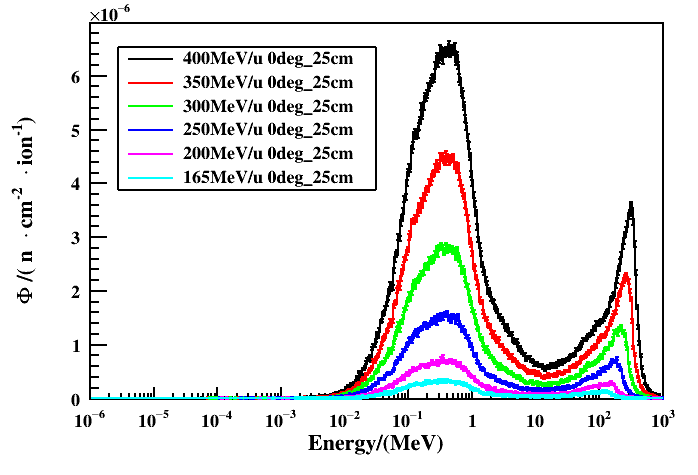 ×10⁻⁶
400MeV/u 0deg_25cm
350MeV/u 0deg_25cm
300MeV/u 0deg_25cm
250MeV/u 0deg_25cm
200MeV/u 0deg_25cm
165MeV/u 0deg_25cm
Φ /( n · cm⁻² · ion⁻¹)
6
5
4
3
2
1
0
10⁻⁶ 10⁻⁵ 10⁻⁴ 10⁻³ 10⁻² 10⁻¹ 1 10 10² 10³
Energy/(MeV)